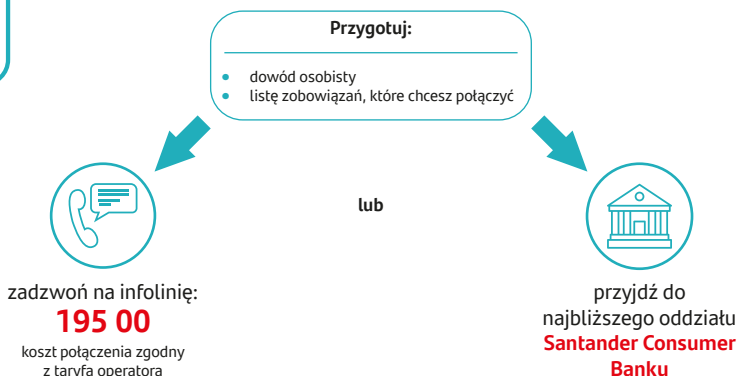 Przygotuj:
• dowód osobisty
• listę zobowiązań, które chcesz połączyć
lub
zadzwoń na infolinię:
195 00
koszt połączenia zgodny
z taryfą operatora
przyjdź do
najbliższego oddziału
Santander Consumer
Banku